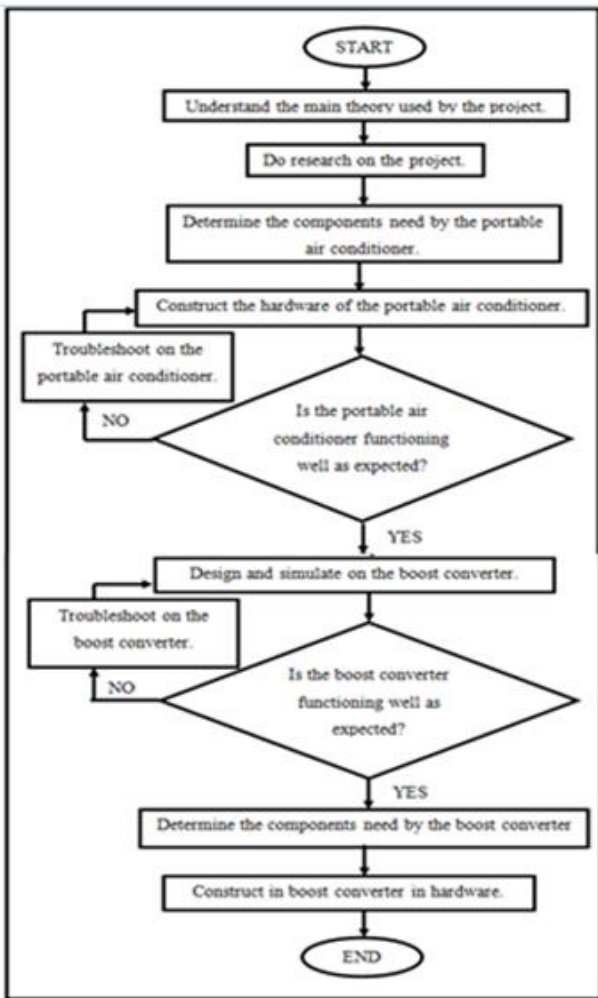 START
Understand the main theory used by the project.
Do research on the project.
Determine the components need by the portable
air conditioner.
Construct the hardware of the portable air conditioner.
Troubleshoot on the
portable air conditioner.
NO
Is the portable air
conditioner functioning
well as expected?
YES
Design and simulate on the boost converter.
Troubleshoot on the
boost converter.
NO
Is the boost converter
functioning well as
expected?
YES
Determine the components need by the boost converter
Construct in boost converter in hardware.
END